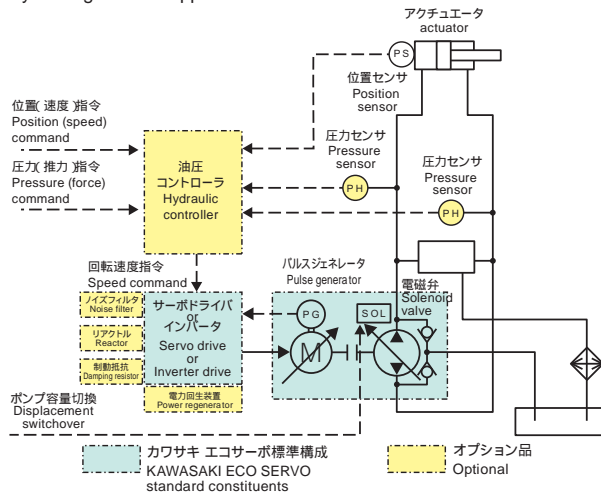 アクチュエータ
actuator
PS
位置センサ
Position
sensor
位置( 速度 )指令
Position (speed)
command
圧力( 推力 )指令
Pressure (force)
command
油圧
コントローラ
Hydraulic
controller
圧力センサ
Pressure
sensor
PH
圧力センサ
Pressure
sensor
PH
回転速度指令
Speed command
パルスジェネレータ
Pulse generator
電磁弁
Solenoid
valve
ノイズフィルタ
Noise filter
リアクトル
Reactor
制動抵抗
Damping resistor
サーボドライバ
or
インバータ
Servo drive
or
Inverter drive
電力回生装置
Power regenerator
PG
M
SOL
ポンプ容量切換
Displacement
switchover
カワサキ エコサーボ標準構成
KAWASAKI ECO SERVO
standard constituents
オプション品
Optional